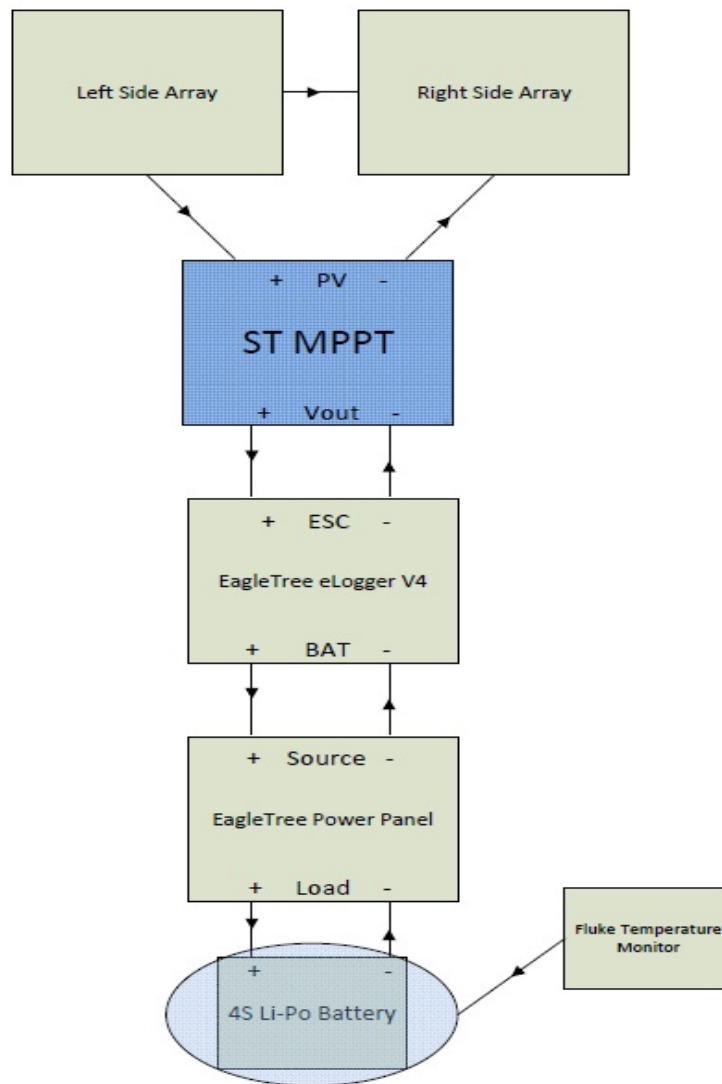 Left Side Array
Right Side Array
+ PV -
ST MPPT
+ Vout -
+ ESC -
EagleTree eLogger V4
+ BAT -
+ Source -
EagleTree Power Panel
+ Load -
Fluke Temperature
Monitor
+ -
4S Li-Po Battery